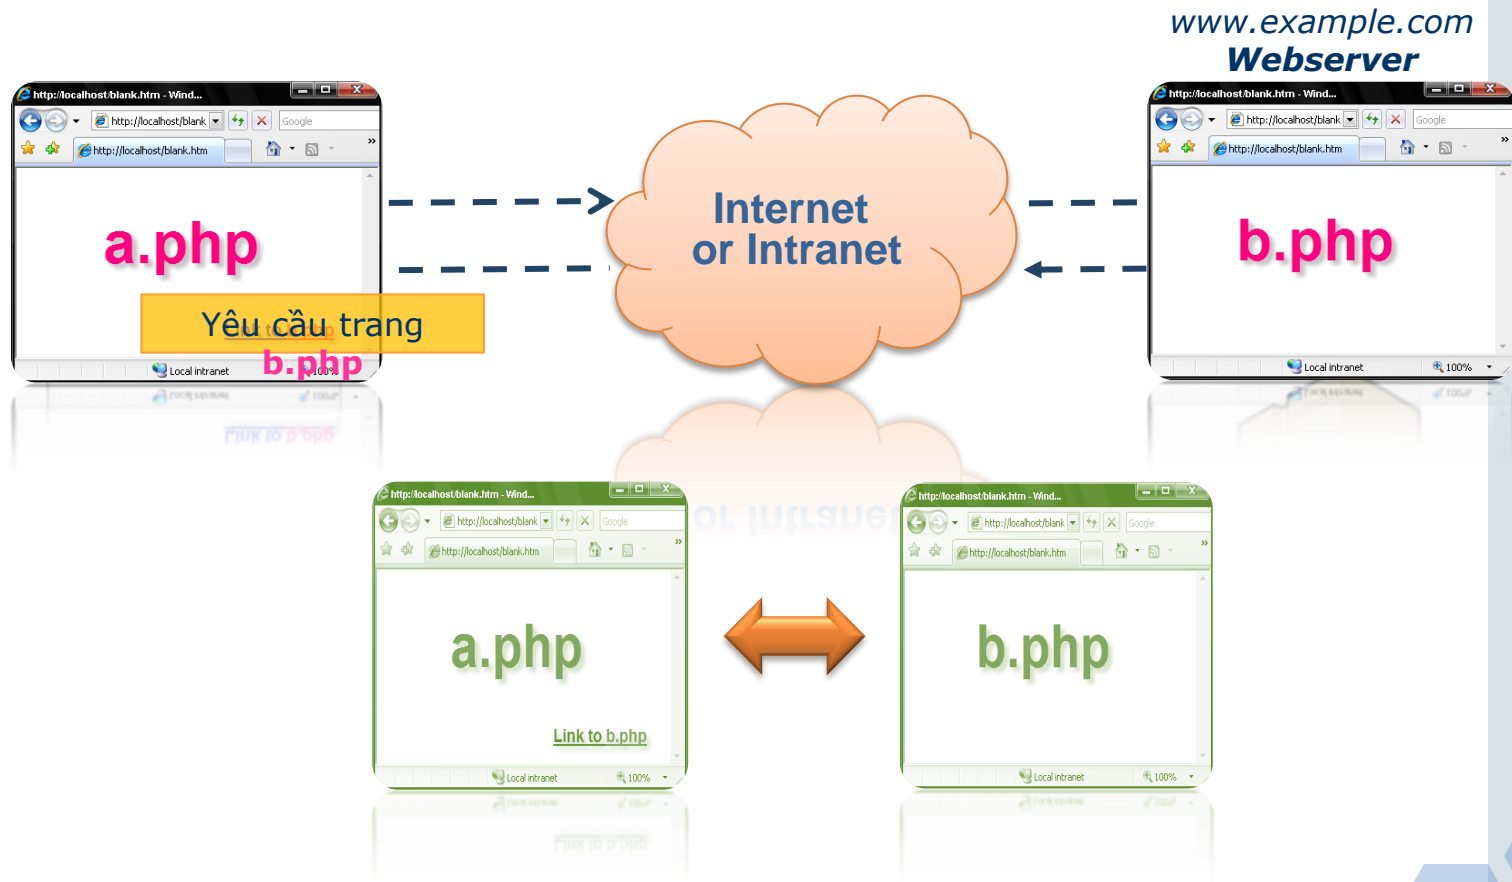 www.example.com
Webserver
http://localhost/blank.htm - Wind...
http://localhost/blank
Google
http://localhost/blank.htm
a.php
Link to b.php
Yêu cầu trang
b.php
Local intranet
100%
Internet
or Intranet
http://localhost/blank.htm - Wind...
http://localhost/blank
Google
http://localhost/blank.htm
b.php
Local intranet
100%
http://localhost/blank.htm - Wind...
http://localhost/blank
Google
http://localhost/blank.htm
a.php
Link to b.php
Local intranet
100%
http://localhost/blank.htm - Wind...
http://localhost/blank
Google
http://localhost/blank.htm
b.php
Local intranet
100%